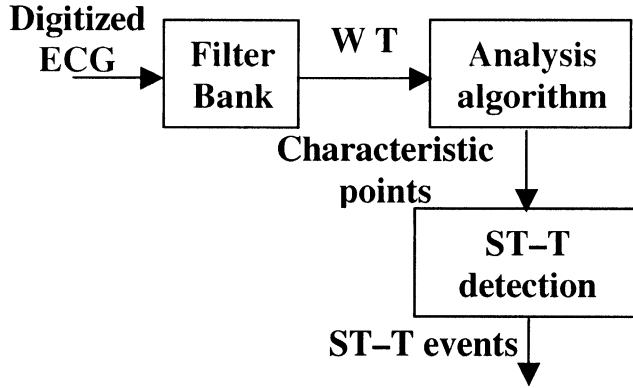 Digitized
ECG
Filter
Bank
W T
Analysis
algorithm
Characteristic
points
ST–T
detection
ST–T events